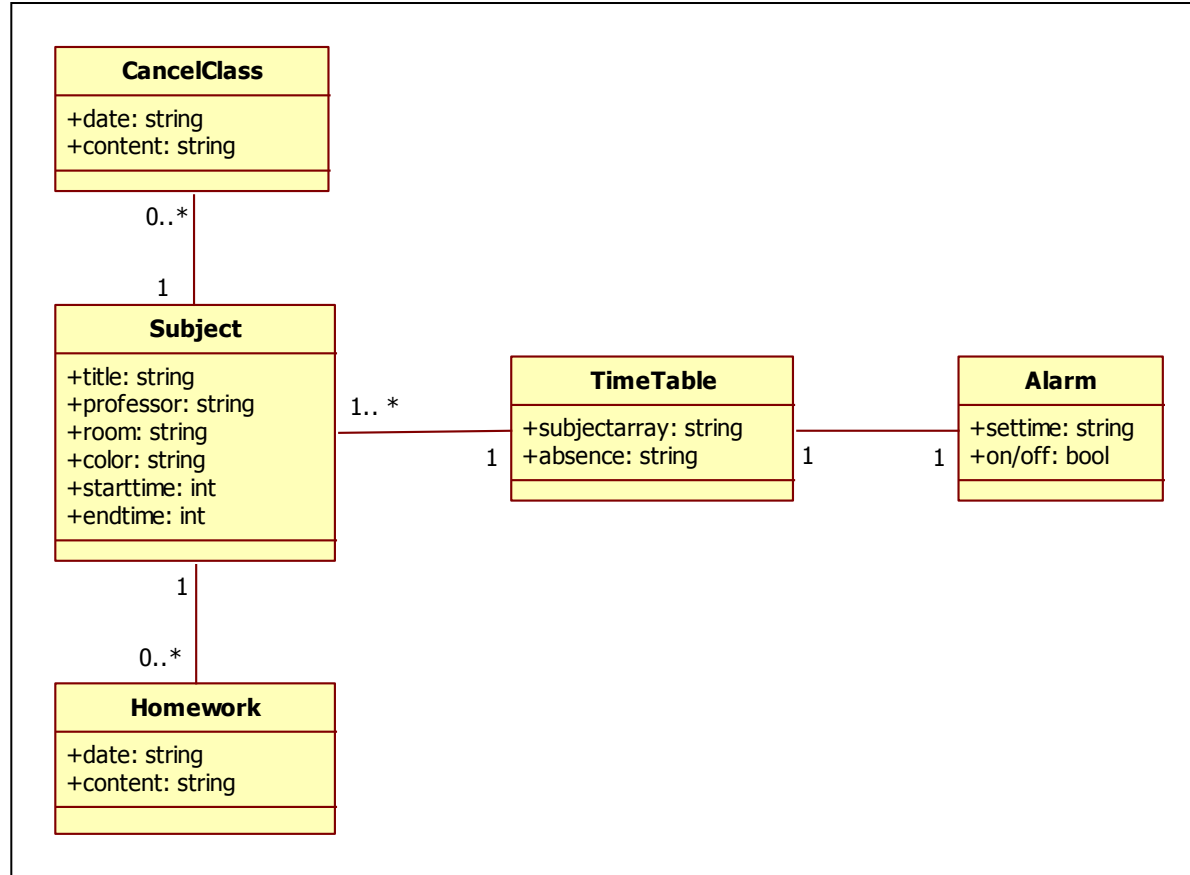 CancelClass
+date: string
+content: string
0..*
1
Subject
+title: string
+professor: string
+room: string
+color: string
+starttime: int
+endtime: int
1.. *
1
TimeTable
+subjectarray: string
+absence: string
1
1
Alarm
+settime: string
+on/off: bool
1
0..*
Homework
+date: string
+content: string